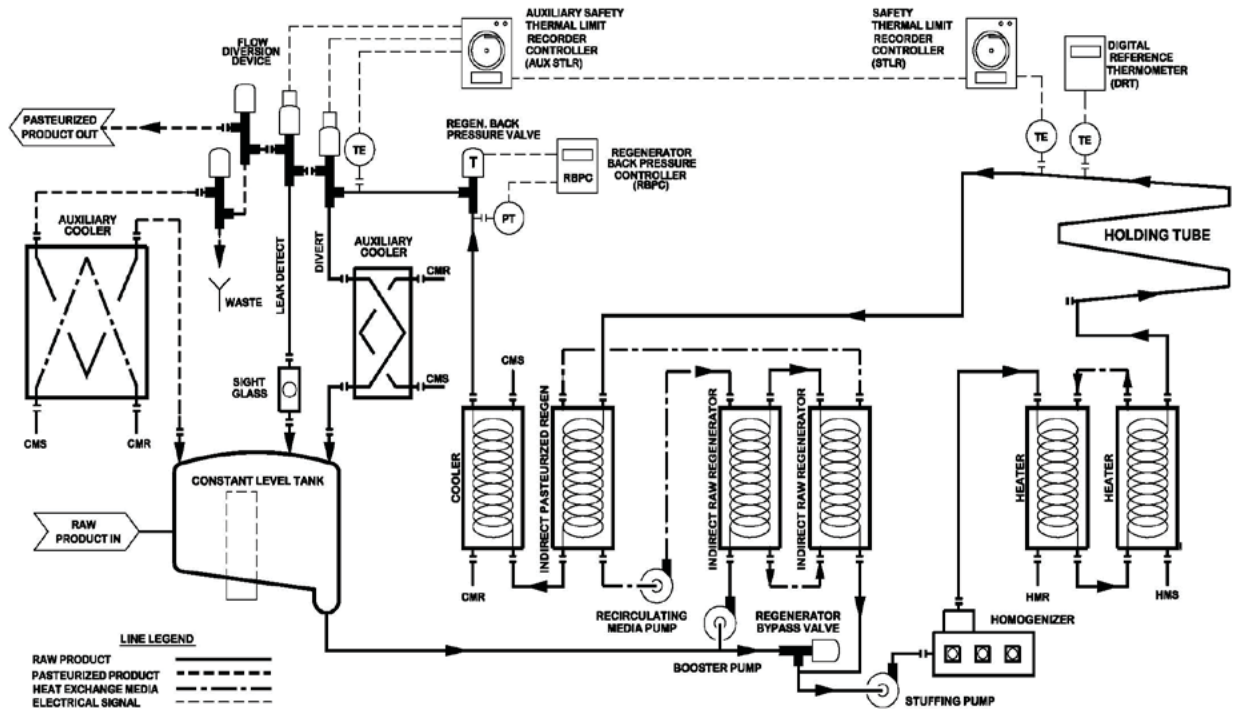 AUXILIARY SAFETY
THERMAL LIMIT
RECORDER
CONTROLLER
(AUX STLR)
SAFETY
THERMAL LIMIT
RECORDER
CONTROLLER
(STLR)
DIGITAL
REFERENCE
THERMOMETER
(DRT)
FLOW
DIVERSION
DEVICE
PASTEURIZED
PRODUCT OUT
REGEN. BACK
PRESSURE VALVE
TE
TE
TE
T
RBPC
REGENERATOR
BACK PRESSURE
CONTROLLER
(RBPC)
PT
AUXILIARY
COOLER
WASTE
LEAK DETECT
DIVERT
AUXILIARY
COOLER
CMR
CMS
HOLDING TUBE
SIGHT
GLASS
CMS
CMR
CMS
CONSTANT LEVEL TANK
RAW
PRODUCT IN
COOLER
INDIRECT PASTEURIZED REGEN
INDIRECT RAW REGENERATOR
INDIRECT RAW REGENERATOR
HEATER
HEATER
CMR
HMR
HMS
RECIRCULATING
MEDIA PUMP
REGENERATOR
BYPASS VALVE
HOMOGENIZER
BOOSTER PUMP
STUFFING PUMP
LINE LEGEND
RAW PRODUCT
PASTEURIZED PRODUCT
HEAT EXCHANGE MEDIA
ELECTRICAL SIGNAL